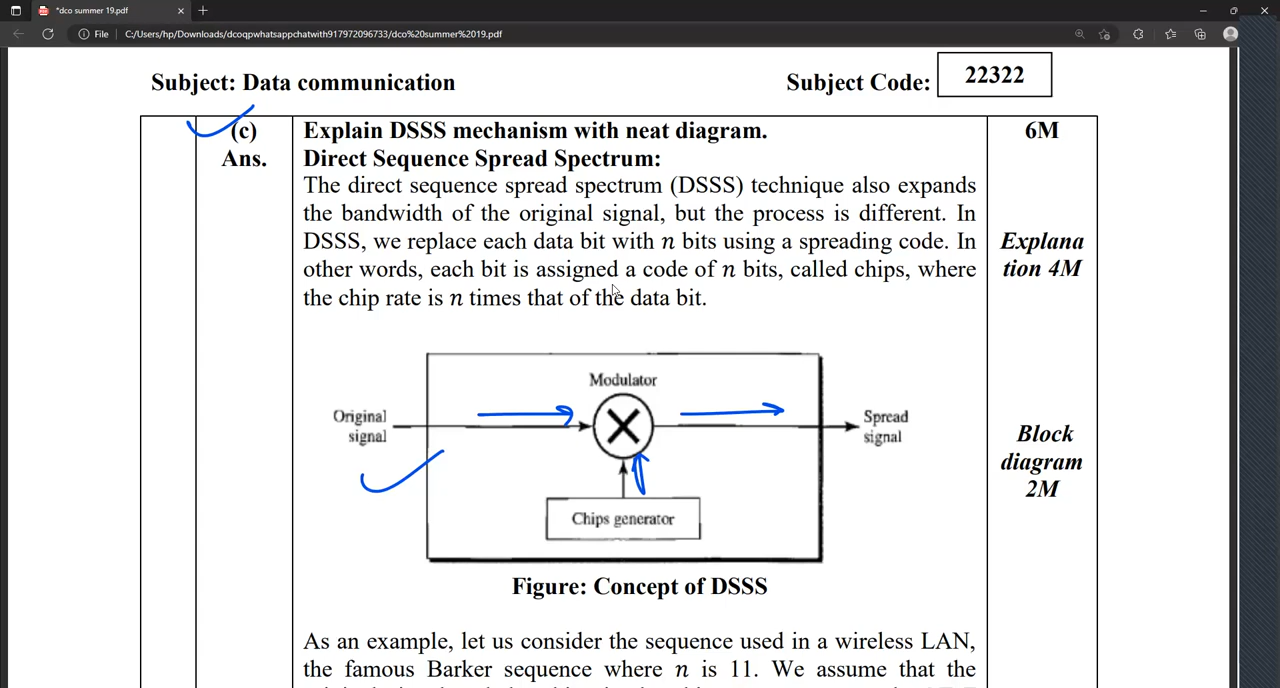 *dco summer 19.pdf
File
C:/Users/hp/Downloads/dcoqpwhatsappchatwith917972096733/dco%20summer%2019.pdf
Subject: Data communication
Subject Code:
22322
(c)
Explain DSSS mechanism with neat diagram.
6M
Ans.
Direct Sequence Spread Spectrum:
The direct sequence spread spectrum (DSSS) technique also expands
the bandwidth of the original signal, but the process is different. In
DSSS, we replace each data bit with n bits using a spreading code. In
other words, each bit is assigned a code of n bits, called chips, where
the chip rate is n times that of the data bit.
Explana
tion 4M
Modulator
Original
signal
Spread
signal
Chips generator
Block
diagram
2M
Figure: Concept of DSSS
As an example, let us consider the sequence used in a wireless LAN,
the famous Barker sequence where n is 11. We assume that the